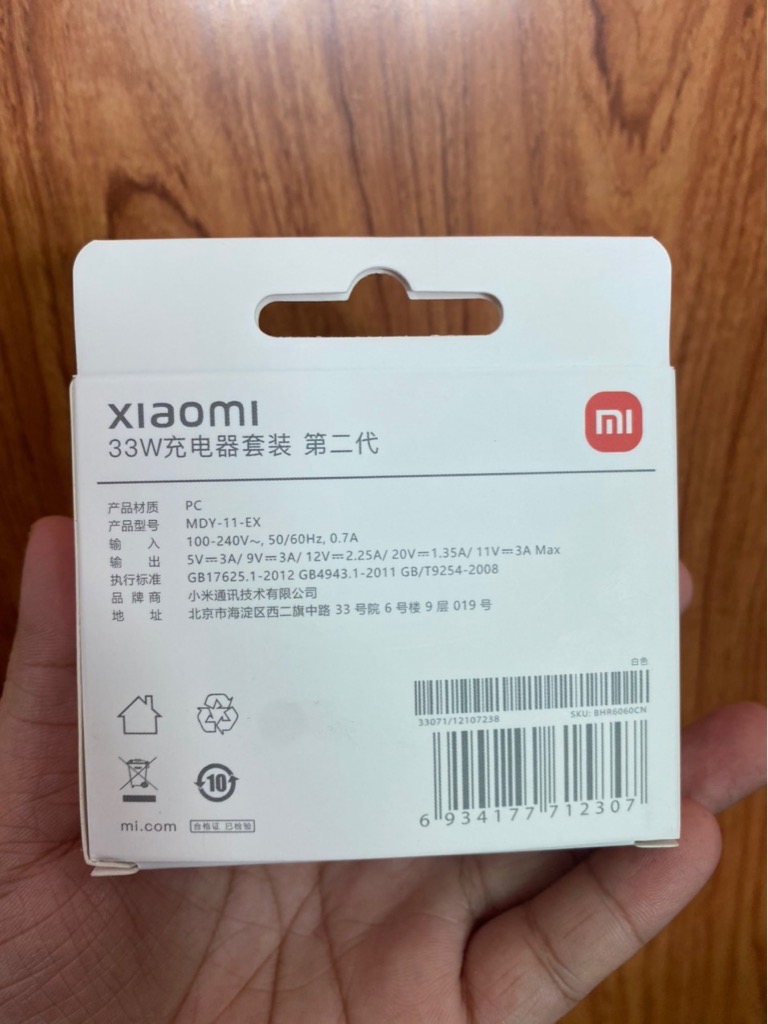 xiaomi
mi
33W充电器套装 第二代
产品材质 PC
产品型号 MDY-11-EX
输 入 100-240V~, 50/60Hz, 0.7A
输 出 5V⎓3A/ 9V⎓3A/ 12V⎓2.25A/ 20V⎓1.35A/ 11V⎓3A Max
执行标准 GB17625.1-2012 GB4943.1-2011 GB/T9254-2008
品 牌 商 小米通讯技术有限公司
地 址 北京市海淀区西二旗中路 33 号院 6 号楼 9 层 019 号
白色
33071/12107238 SKU: BHR6060CN
10
6 934177 712307
mi.com 合格证 已检验